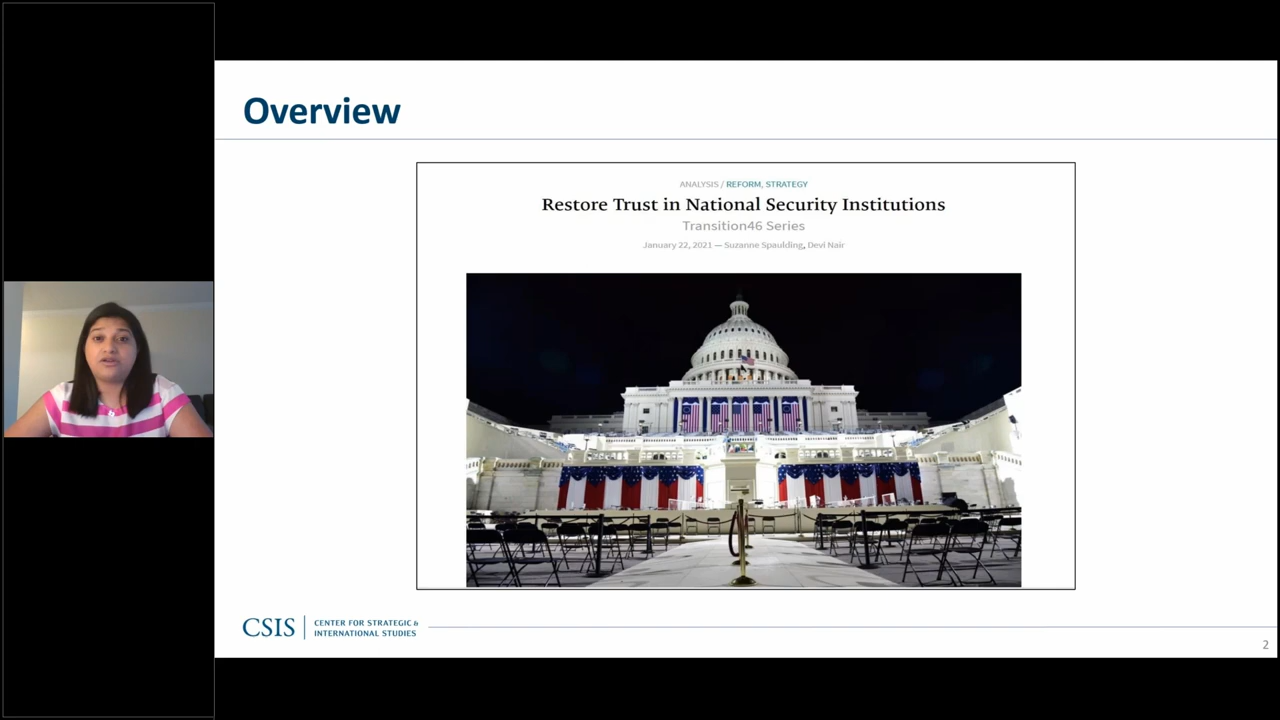 Overview
ANALYSIS / REFORM, STRATEGY
Restore Trust in National Security Institutions
Transition46 Series
January 22, 2021 — Suzanne Spaulding, Devi Nair
CSIS
CENTER FOR STRATEGIC &
INTERNATIONAL STUDIES
2